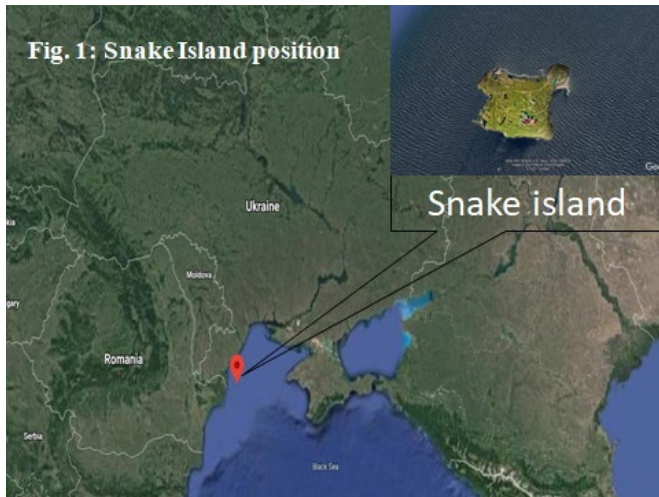 Fig. 1: Snake Island position
Snake island
Ukraine
Moldova
Romania
Serbia
Black Sea